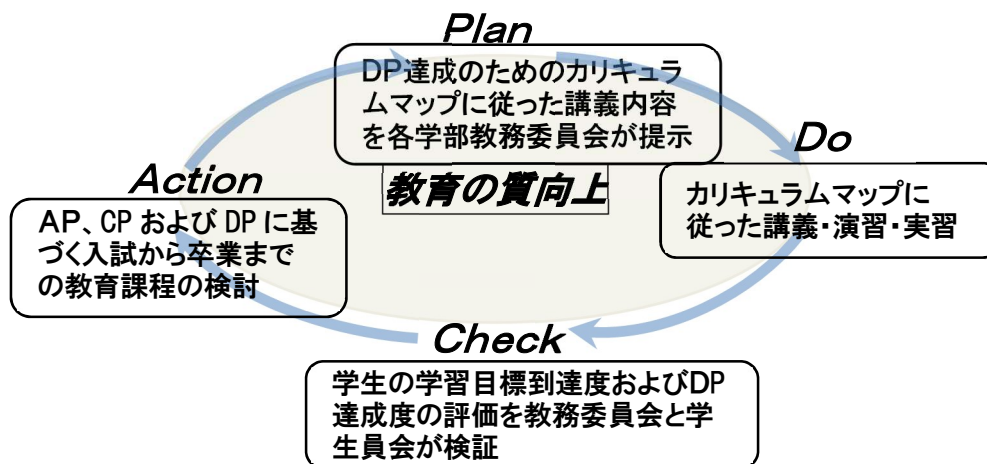 Plan
DP達成のためのカリキュラ
ムマップに従った講義内容
を各学部教務委員会が提示
Do
カリキュラムマップに
従った講義・演習・実習
教育の質向上
Action
AP、CP および DP に基
づく入試から卒業まで
の教育課程の検討
Check
学生の学習目標到達度およびDP
達成度の評価を教務委員会と学
生員会が検証